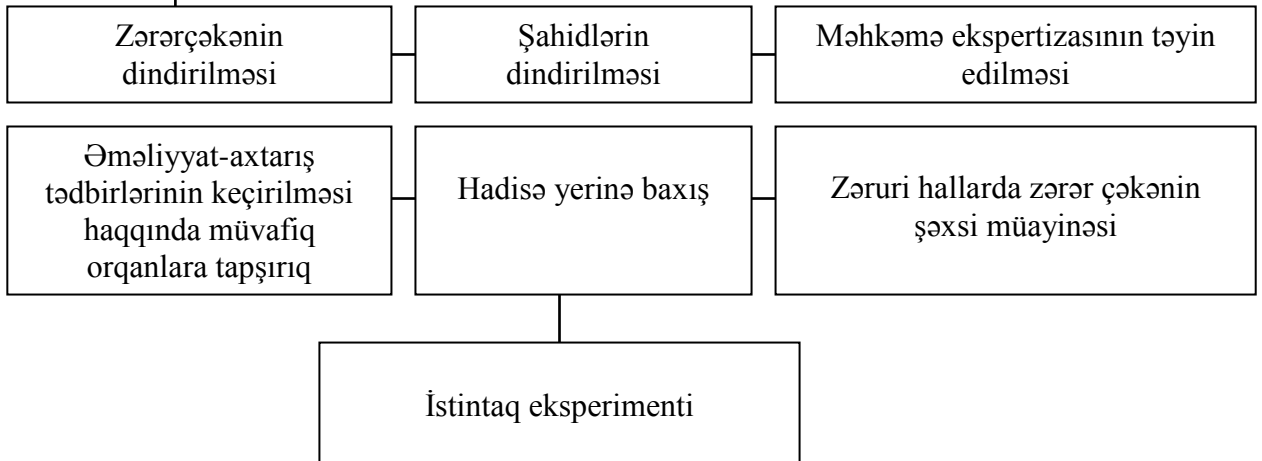 Zərərçəkənin
dindirilməsi
Şahidlərin
dindirilməsi
Məhkəmə ekspertizasının təyin
edilməsi
Əməliyyat-axtarış
tədbirlərinin keçirilməsi
haqqında müvafiq
orqanlara tapşırıq
Hadisə yerinə baxış
Zəruri hallarda zərər çəkənin
şəxsi müayinəsi
İstintaq eksperimenti